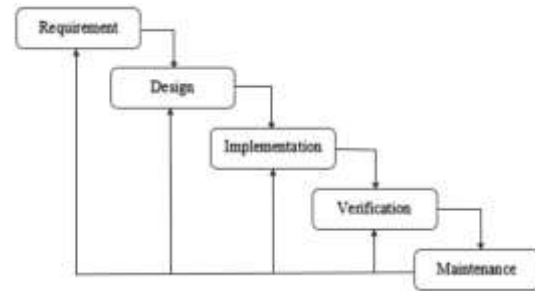 Requirement
Design
Implementation
Verification
Maintenance